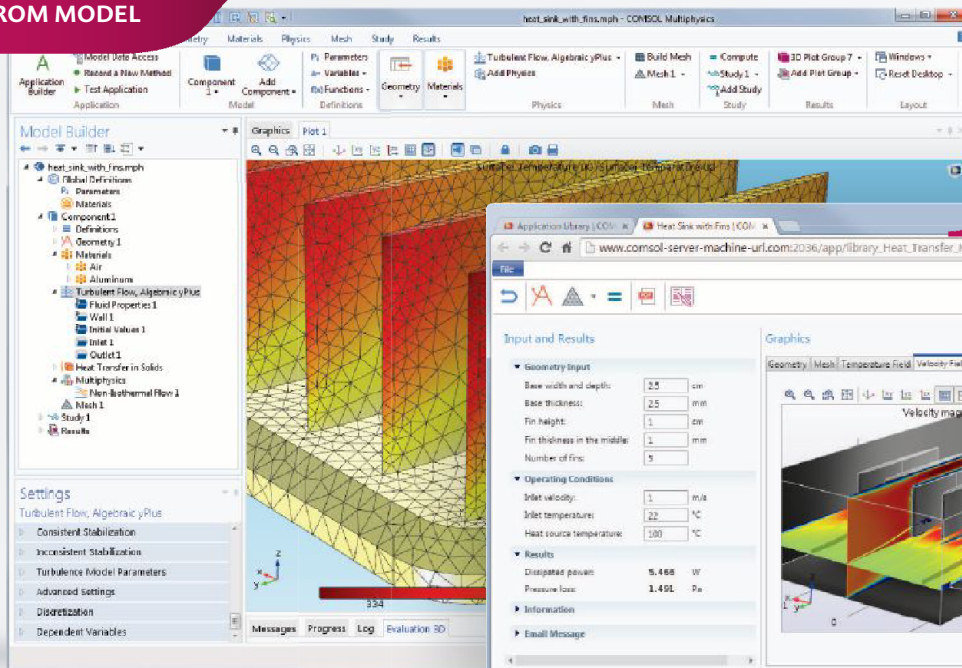 ROM MODEL
heat_sink_with_fins.mph - COMSOL Multiphysics
Materials Physics Mesh Study Results
Model Data Access
Record a New Method
Test Application
Application Builder
Application
Component 1
Add Component
Model
Pi Parameters
a= Variables
f(x) Functions
Definitions
Geometry
Materials
Turbulent Flow, Algebraic yPlus
Add Physics
Physics
Build Mesh
Mesh 1
Mesh
= Compute
Study 1
Add Study
Study
3D Plot Group 7
Add Plot Group
Results
Windows
Reset Desktop
Layout
Model Builder
heat_sink_with_fins.mph
Global Definitions
Pi Parameters
Materials
Component 1
Definitions
Geometry 1
Materials
Air
Aluminum
Turbulent Flow, Algebraic yPlus
Fluid Properties 1
Wall 1
Initial Values 1
Inlet 1
Outlet 1
Heat Transfer in Solids
Multiphysics
Non-Isothermal Flow 1
Mesh 1
Study 1
Results
Settings
Turbulent Flow, Algebraic yPlus
Consistent Stabilization
Inconsistent Stabilization
Turbulence Model Parameters
Advanced Settings
Discretization
Dependent Variables
Graphics Plot 1
z
x
y
334
Messages Progress Log Evaluation 3D
Application Library | COM
Heat Sink with Fins | COM
www.comsol-server-machine-url.com:2036/app/library_Heat_Transfer_
File
Input and Results
Geometry Input
Base width and depth: 2.5 cm
Base thickness: 2.5 mm
Fin height: 1 cm
Fin thickness in the middle: 1 mm
Number of fins: 5
Operating Conditions
Inlet velocity: 1 m/s
Inlet temperature: 22 °C
Heat source temperature: 100 °C
Results
Dissipated power: 5.466 W
Pressure loss: 1.491 Pa
Information
Email Message
Graphics
Geometry Mesh Temperature Field Velocity Fiel
Velocity mag
y
0